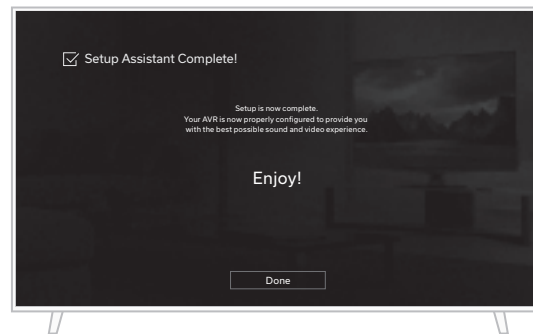 Setup Assistant Complete!
Setup is now complete.
Your AVR is now properly configured to provide you
with the best possible sound and video experience.
Enjoy!
Done